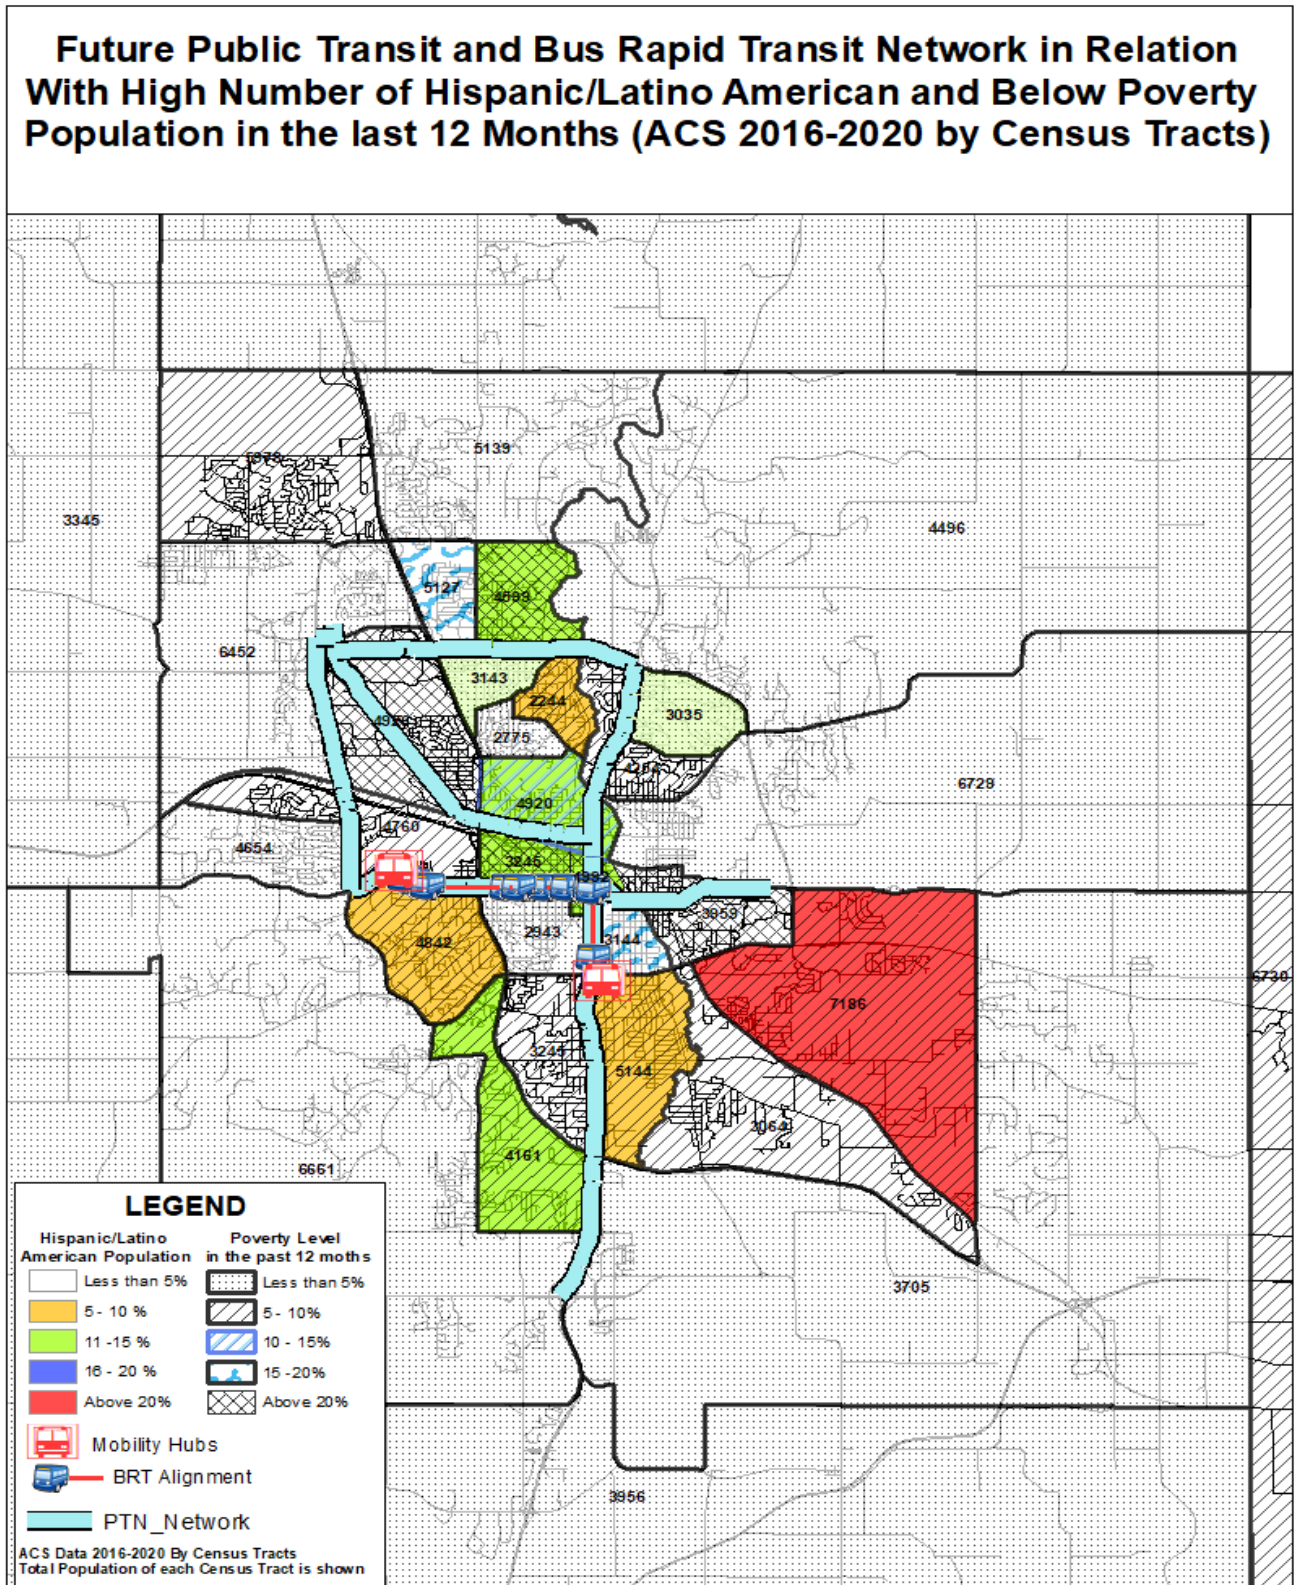 Future Public Transit and Bus Rapid Transit Network in Relation
With High Number of Hispanic/Latino American and Below Poverty
Population in the last 12 Months (ACS 2016-2020 by Census Tracts)
5139
3345
4496
5127
4599
6452
3143
2244
3035
2775
6729
4920
4760
4654
3245
3959
4842
2943
3144
6730
7186
3245
5144
3064
4161
6661
3705
3956
LEGEND
Hispanic/Latino
American Population
Poverty Level
in the past 12 moths
Less than 5%
Less than 5%
5 - 10 %
5 - 10%
11 -15 %
10 - 15%
16 - 20 %
15 -20%
Above 20%
Above 20%
Mobility Hubs
BRT Alignment
PTN_Network
ACS Data 2016-2020 By Census Tracts
Total Population of each Census Tract is shown